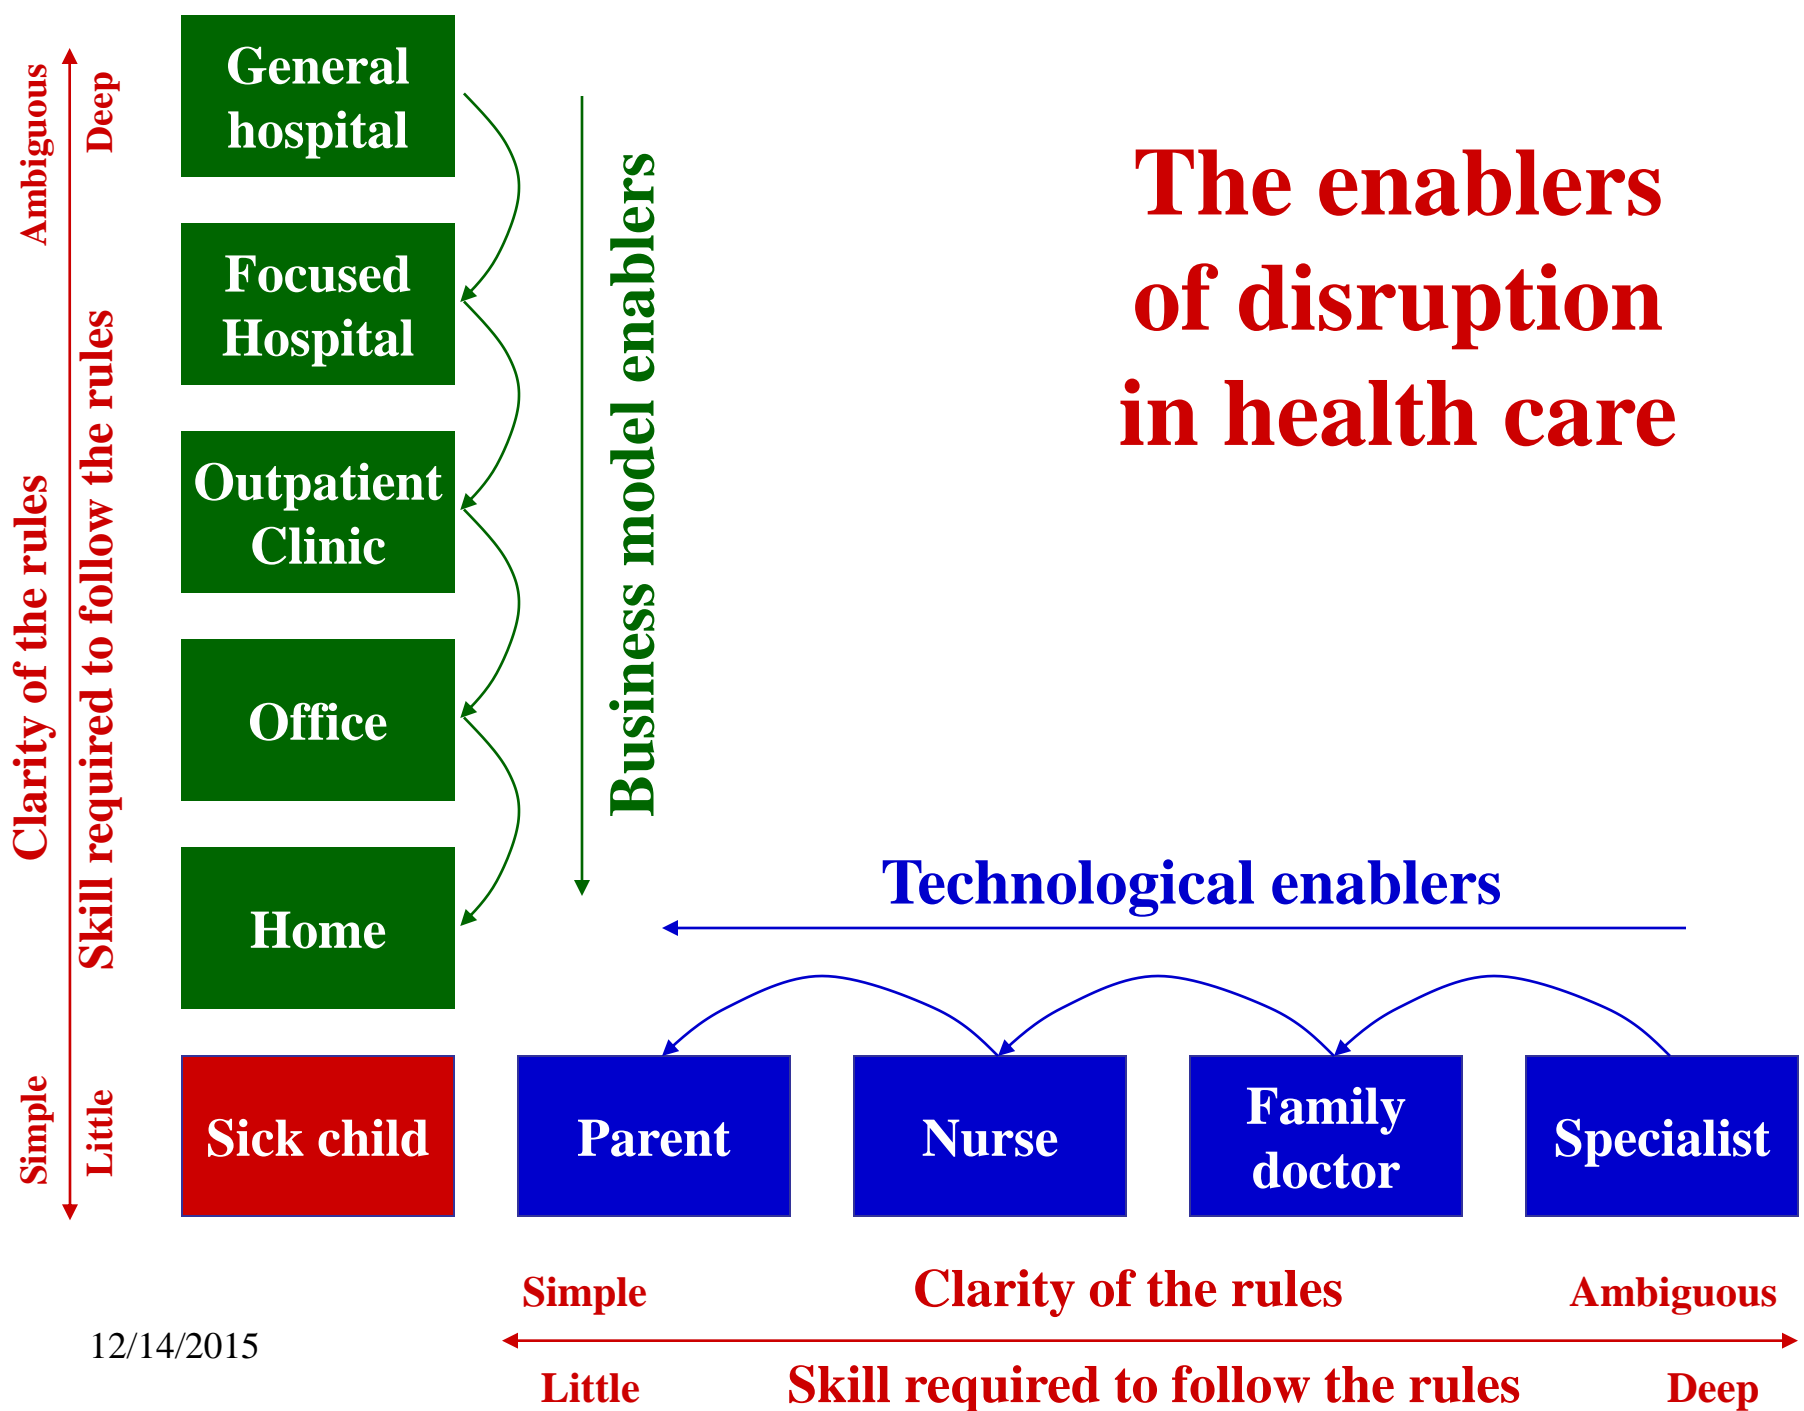 The enablers
of disruption
in health care
Ambiguous
Deep
Clarity of the rules
Skill required to follow the rules
Simple
Little
General
hospital
Focused
Hospital
Outpatient
Clinic
Office
Home
Business model enablers
Technological enablers
Sick child
Parent
Nurse
Family
doctor
Specialist
Simple
Clarity of the rules
Ambiguous
12/14/2015
Little
Skill required to follow the rules
Deep